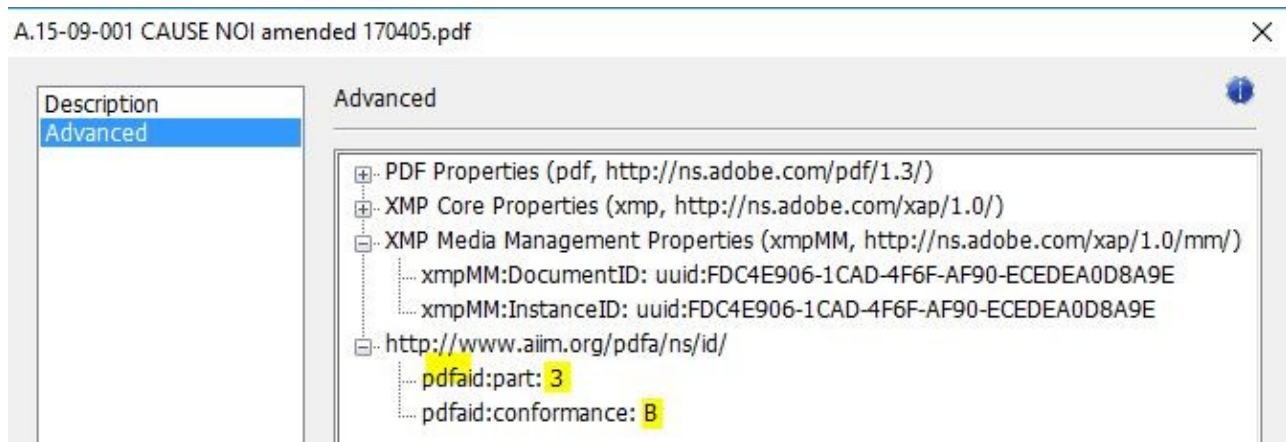 A.15-09-001 CAUSE NOI amended 170405.pdf
Description
Advanced
Advanced
PDF Properties (pdf, http://ns.adobe.com/pdf/1.3/)
XMP Core Properties (xmp, http://ns.adobe.com/xap/1.0/)
XMP Media Management Properties (xmpMM, http://ns.adobe.com/xap/1.0/mm/)
xmpMM:DocumentID: uuid:FDC4E906-1CAD-4F6F-AF90-ECEDEA0D8A9E
xmpMM:InstanceID: uuid:FDC4E906-1CAD-4F6F-AF90-ECEDEA0D8A9E
http://www.aiim.org/pdfa/ns/id/
pdfaid:part: 3
pdfaid:conformance: B